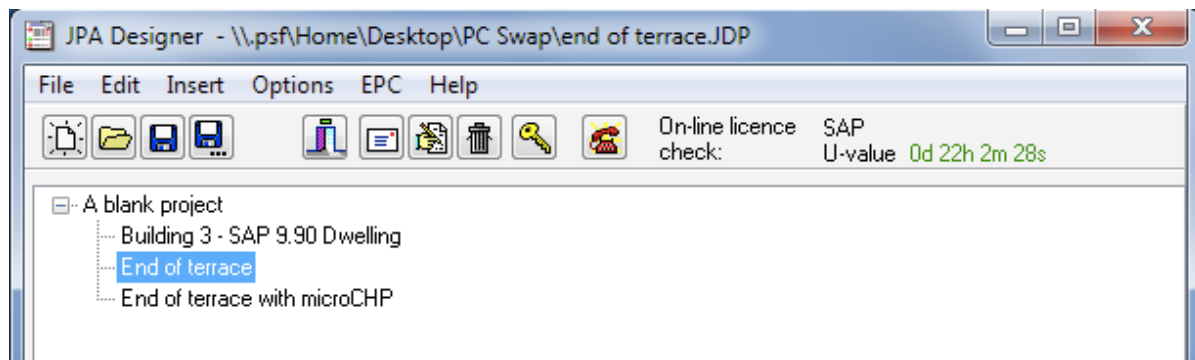 JPA Designer - \\.psf\Home\Desktop\PC Swap\end of terrace.JDP
File Edit Insert Options EPC Help
On-line licence check:
SAP
U-value 0d 22h 2m 28s
A blank project
Building 3 - SAP 9.90 Dwelling
End of terrace
End of terrace with microCHP